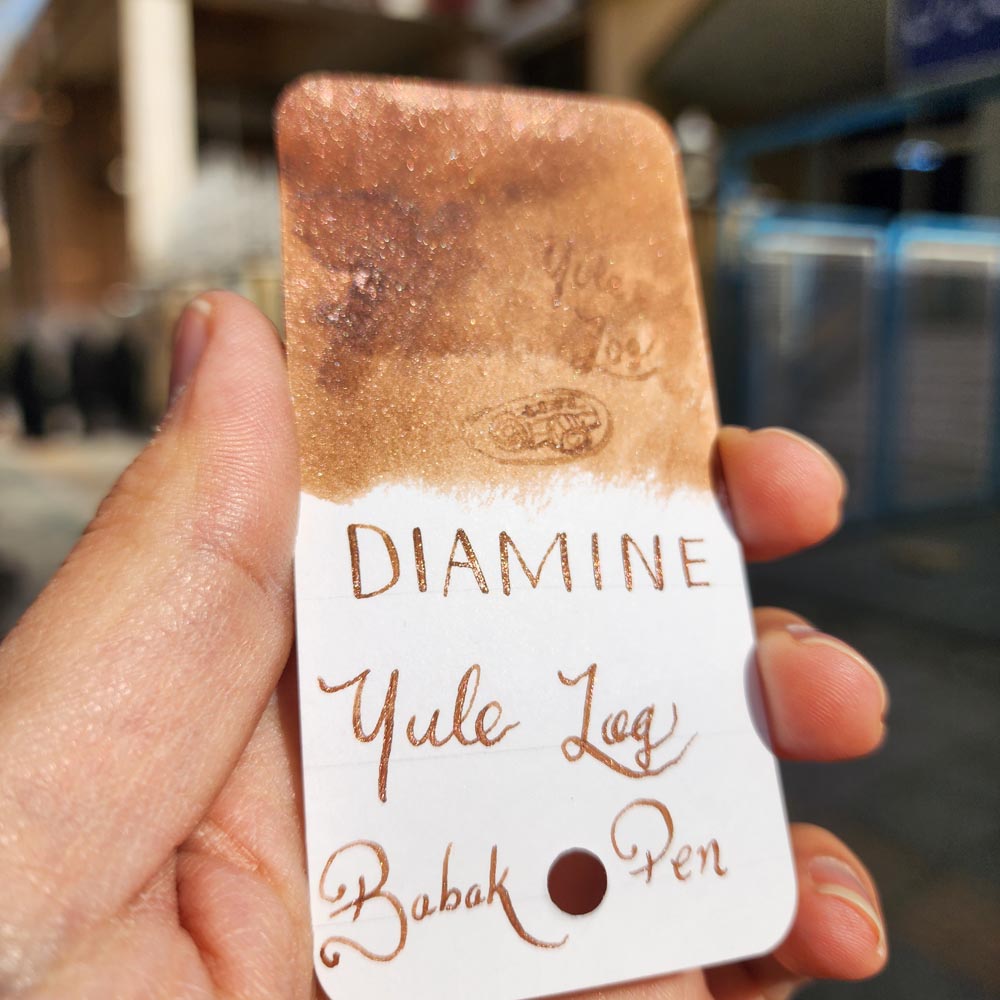 Yule
Log
DIAMINE
Yule Log
Babak Pen